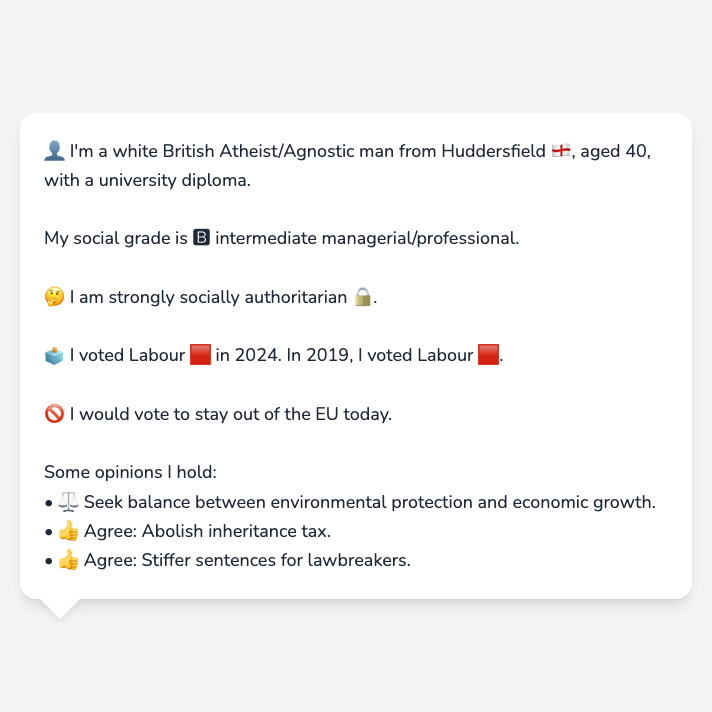 👤 I'm a white British Atheist/Agnostic man from Huddersfield 🏴󠁧󠁢󠁥󠁮󠁧󠁿, aged 40,
with a university diploma.
My social grade is 🅱 intermediate managerial/professional.
🤔 I am strongly socially authoritarian 🔒.
🗳️ I voted Labour 🟥 in 2024. In 2019, I voted Labour 🟥.
🚫 I would vote to stay out of the EU today.
Some opinions I hold:
• ⚖️ Seek balance between environmental protection and economic growth.
• 👍 Agree: Abolish inheritance tax.
• 👍 Agree: Stiffer sentences for lawbreakers.